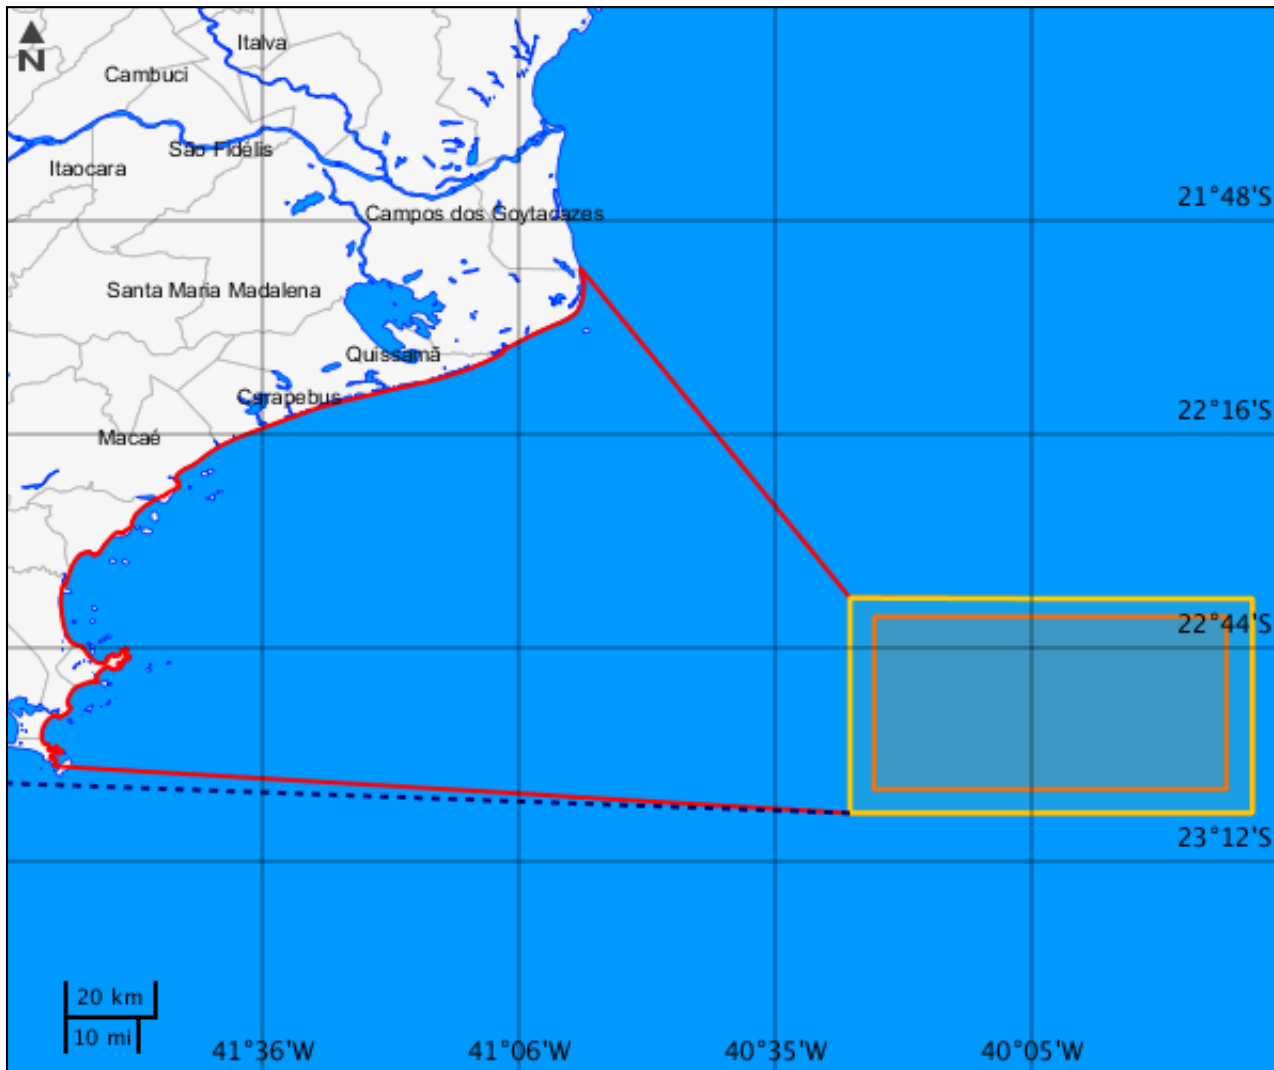 N
Italva
Cambuci
São Fidélis
Itaocara
21°48'S
Campos dos Goytacazes
Santa Maria Madalena
Quissamã
Carapebus
22°16'S
Macaé
22°44'S
23°12'S
20 km
10 mi
41°36'W
41°06'W
40°35'W
40°05'W